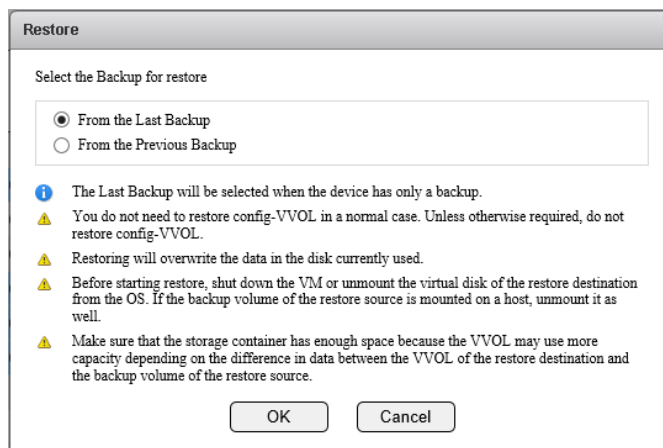 Restore
Select the Backup for restore
From the Last Backup
From the Previous Backup
The Last Backup will be selected when the device has only a backup.
You do not need to restore config-VVOL in a normal case. Unless otherwise required, do not
restore config-VVOL.
Restoring will overwrite the data in the disk currently used.
Before starting restore, shut down the VM or unmount the virtual disk of the restore destination
from the OS. If the backup volume of the restore source is mounted on a host, unmount it as
well.
Make sure that the storage container has enough space because the VVOL may use more
capacity depending on the difference in data between the VVOL of the restore destination and
the backup volume of the restore source.
OK Cancel